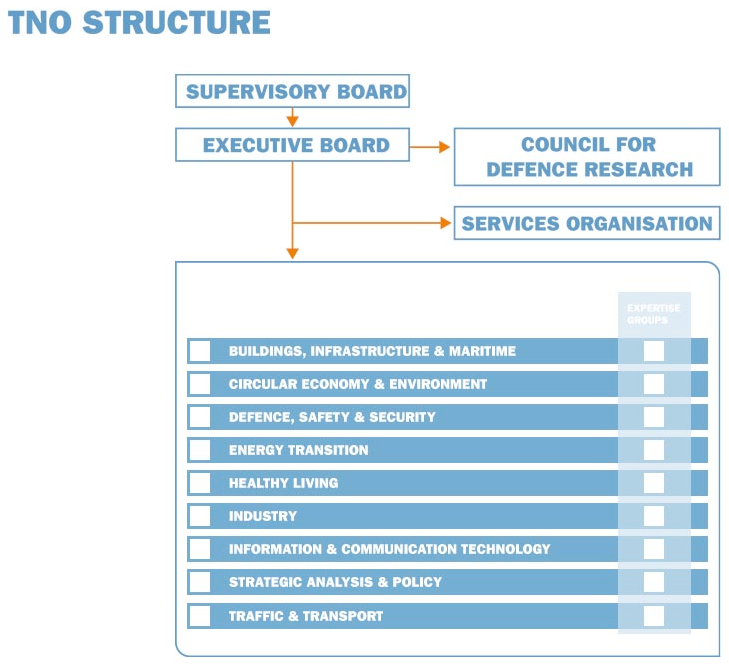 TNO STRUCTURE
SUPERVISORY BOARD
EXECUTIVE BOARD
COUNCIL FOR
DEFENCE RESEARCH
SERVICES ORGANISATION
EXPERTISE
GROUPS
BUILDINGS, INFRASTRUCTURE & MARITIME
CIRCULAR ECONOMY & ENVIRONMENT
DEFENCE, SAFETY & SECURITY
ENERGY TRANSITION
HEALTHY LIVING
INDUSTRY
INFORMATION & COMMUNICATION TECHNOLOGY
STRATEGIC ANALYSIS & POLICY
TRAFFIC & TRANSPORT